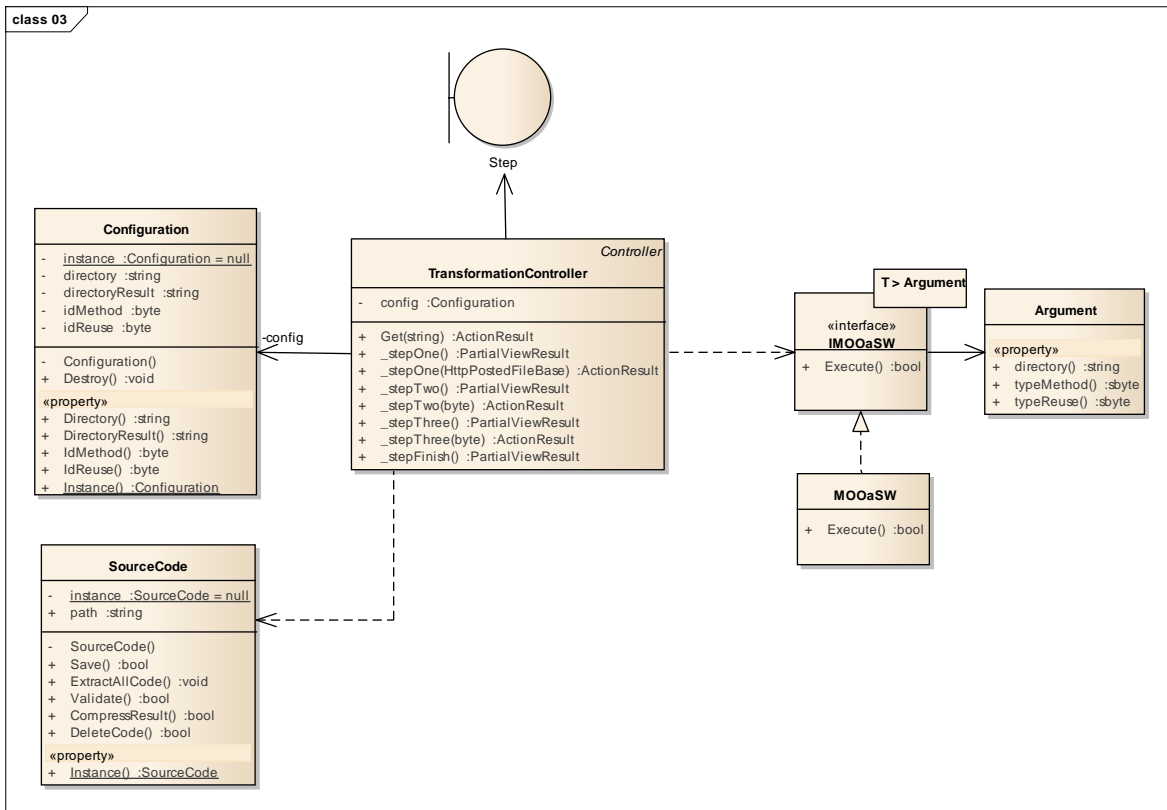 class 03
Step
Configuration
- instance :Configuration = null
- directory :string
- directoryResult :string
- idMethod :byte
- idReuse :byte
- Configuration()
+ Destroy() :void
«property»
+ Directory() :string
+ DirectoryResult() :string
+ IdMethod() :byte
+ IdReuse() :byte
+ Instance() :Configuration
-config
Controller
TransformationController
- config :Configuration
+ Get(string) :ActionResult
+ _stepOne() :PartialViewResult
+ _stepOne(HttpPostedFileBase) :ActionResult
+ _stepTwo() :PartialViewResult
+ _stepTwo(byte) :ActionResult
+ _stepThree() :PartialViewResult
+ _stepThree(byte) :ActionResult
+ _stepFinish() :PartialViewResult
T > Argument
«interface»
IMOOaSW
+ Execute() :bool
Argument
«property»
+ directory() :string
+ typeMethod() :sbyte
+ typeReuse() :sbyte
MOOaSW
+ Execute() :bool
SourceCode
- instance :SourceCode = null
+ path :string
- SourceCode()
+ Save() :bool
+ ExtractAllCode() :void
+ Validate() :bool
+ CompressResult() :bool
+ DeleteCode() :bool
«property»
+ Instance() :SourceCode